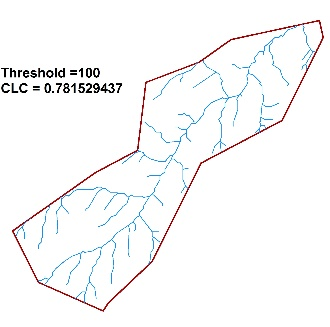 Threshold =100
CLC = 0.781529437